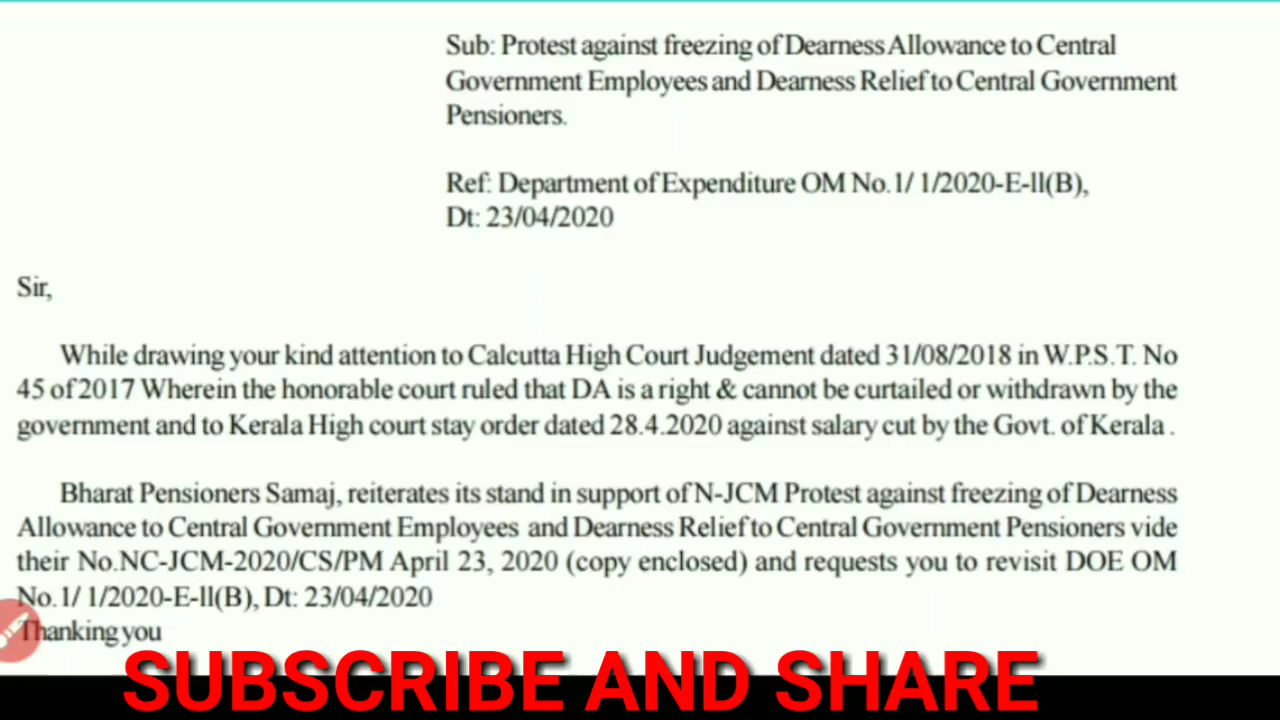 Sub: Protest against freezing of Dearness Allowance to Central
Government Employees and Dearness Relief to Central Government
Pensioners.
Ref: Department of Expenditure OM No.1/ 1/2020-E-ll(B),
Dt: 23/04/2020
Sir,
While drawing your kind attention to Calcutta High Court Judgement dated 31/08/2018 in W.P.S.T. No
45 of 2017 Wherein the honorable court ruled that DA is a right & cannot be curtailed or withdrawn by the
government and to Kerala High court stay order dated 28.4.2020 against salary cut by the Govt. of Kerala .
Bharat Pensioners Samaj, reiterates its stand in support of N-JCM Protest against freezing of Dearness
Allowance to Central Government Employees and Dearness Relief to Central Government Pensioners vide
their No.NC-JCM-2020/CS/PM April 23, 2020 (copy enclosed) and requests you to revisit DOE OM
No.1/ 1/2020-E-ll(B), Dt: 23/04/2020
Thanking you
SUBSCRIBE AND SHARE